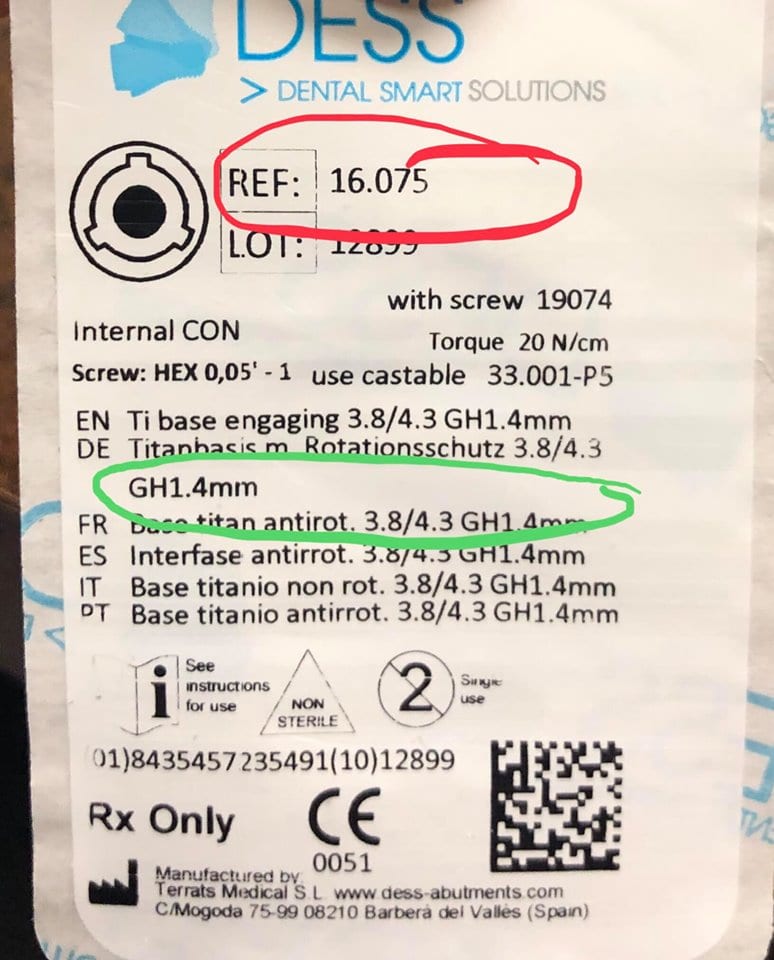 DESS
> DENTAL SMART SOLUTIONS
REF: 16.075
LOT: 12899
with screw 19074
Internal CON
Torque 20 N/cm
Screw: HEX 0,05' - 1 use castable 33.001-P5
EN Ti base engaging 3.8/4.3 GH1.4mm
DE Titanbasis m. Rotationsschutz 3.8/4.3
GH1.4mm
FR Base titan antirot. 3.8/4.3 GH1.4mm
ES Interfase antirrot. 3.8/4.3 GH1.4mm
IT Base titanio non rot. 3.8/4.3 GH1.4mm
PT Base titanio antirrot. 3.8/4.3 GH1.4mm
See
instructions
for use
NON
STERILE
2
Single
use
01)8435457235491(10)12899
Rx Only
CE
0051
Manufactured by:
Terrats Medical S.L www.dess-abutments.com
C/Mogoda 75-99 08210 Barberà del Vallès (Spain)